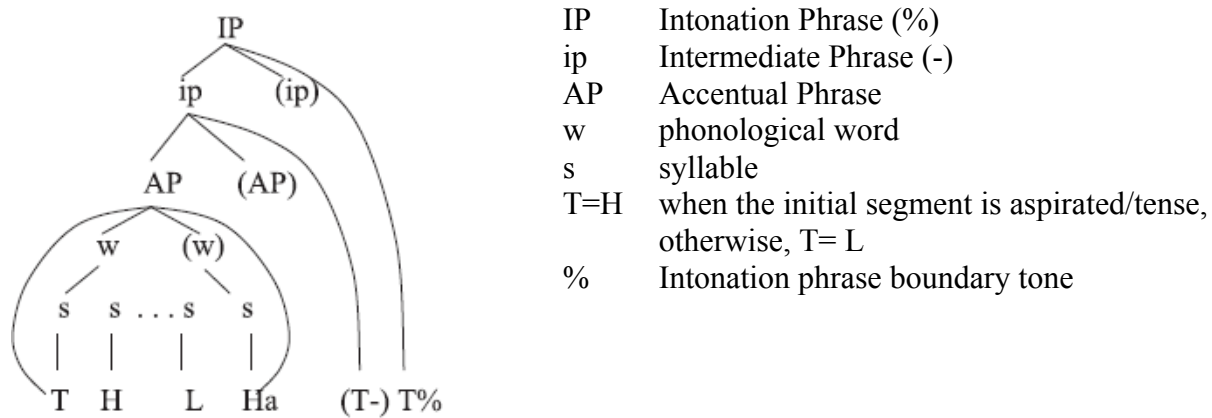 IP
ip (ip)
AP (AP)
w (w)
s s . . . s s
T H L Ha (T-) T%
IP Intonation Phrase (%)
ip Intermediate Phrase (-)
AP Accentual Phrase
w phonological word
s syllable
T=H when the initial segment is aspirated/tense,
otherwise, T= L
% Intonation phrase boundary tone